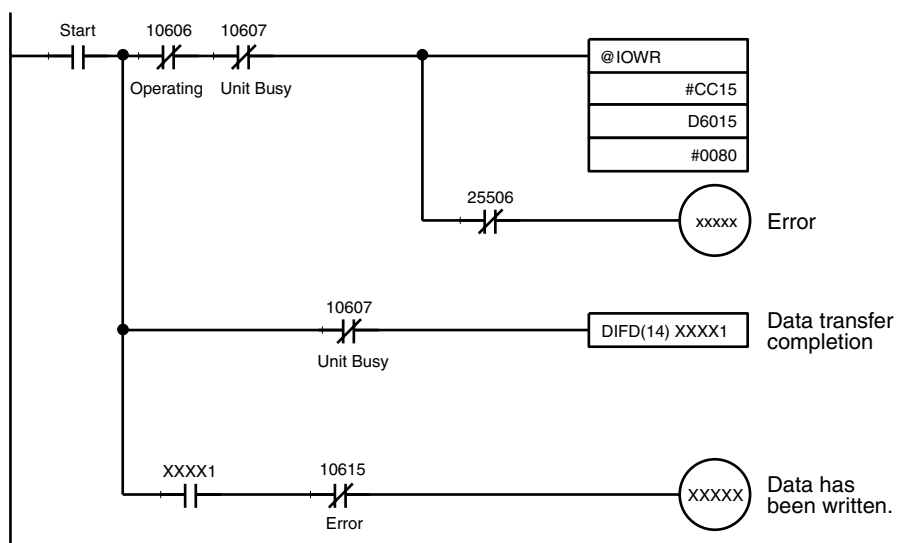 Start
10606
10607
Operating
Unit Busy
@IOWR
#CC15
D6015
#0080
25506
xxxxx
Error
10607
Unit Busy
DIFD(14) XXXX1
Data transfer
completion
XXXX1
10615
Error
XXXXX
Data has
been written.